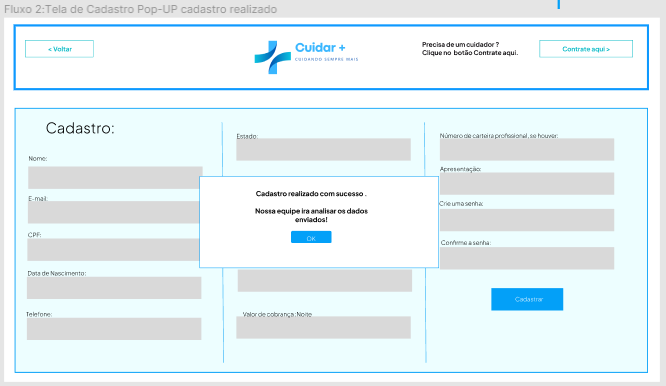 Fluxo 2:Tela de Cadastro Pop-UP cadastro realizado
< Voltar
Cuidar +
CUIDANDO SEMPRE MAIS
Precisa de um cuidador ?
Clique no botão Contrate aqui.
Contrate aqui >
Cadastro:
Nome:
E-mail:
CPF:
Data de Nascimento:
Telefone:
Estado:
Cadastro realizado com sucesso .
Nossa equipe ira analisar os dados
enviados!
OK
Valor de cobrança:Noite
Número de carteira profissional, se houver:
Apresentação:
Crie uma senha:
Confirme a senha:
Cadastrar